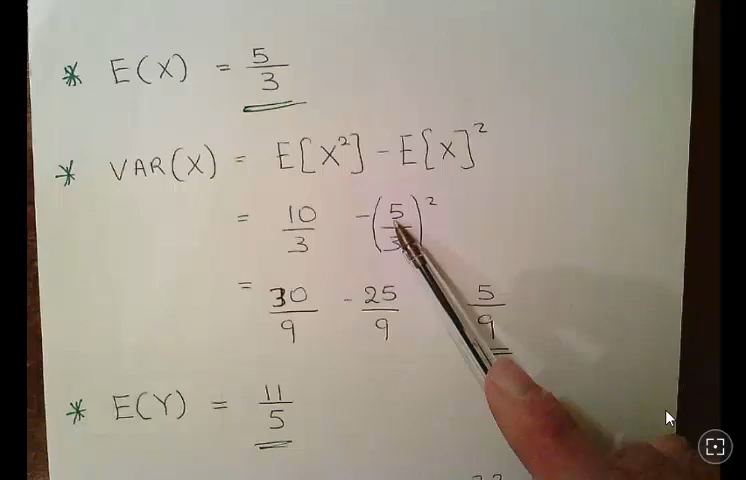 * E(X) = 5/3
* VAR(X) = E[X²] - E[X]²
= 10/3 - (5/3)²
= 30/9 - 25/9 5/9
* E(Y) = 11/5